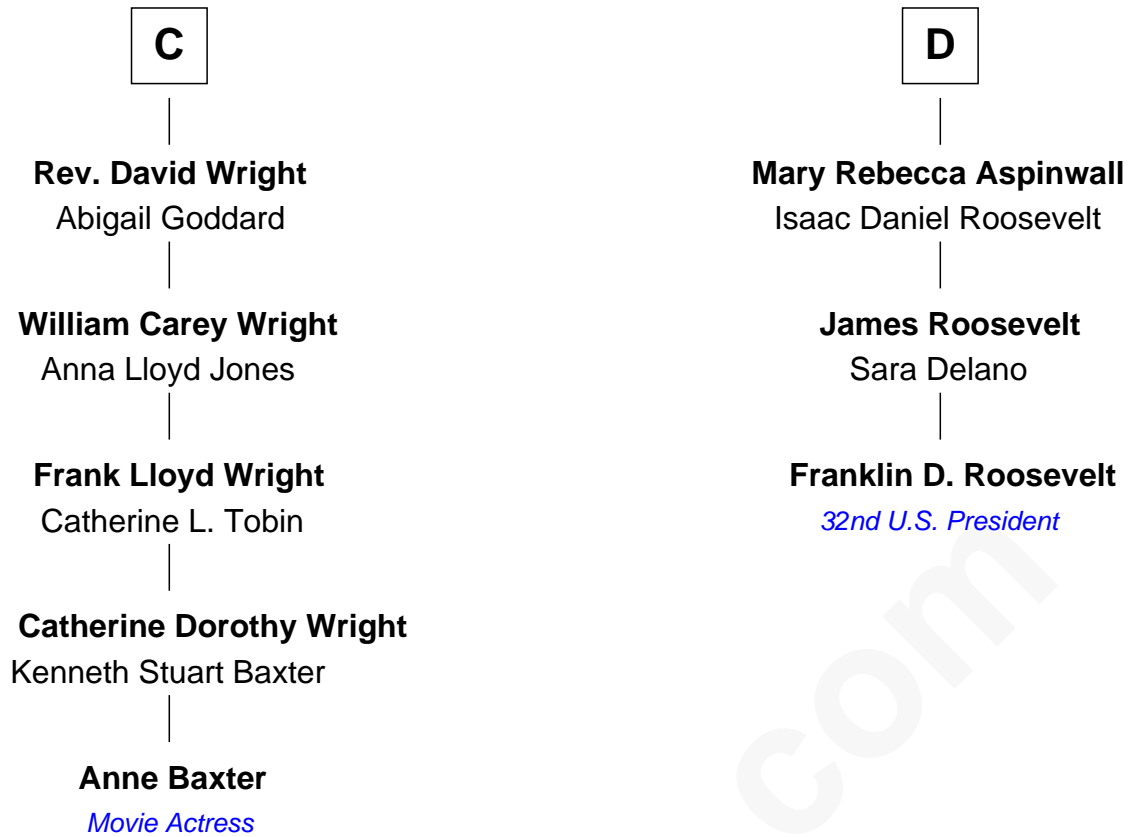 C
Rev. David Wright
Abigail Goddard
William Carey Wright
Anna Lloyd Jones
Frank Lloyd Wright
Catherine L. Tobin
Catherine Dorothy Wright
Kenneth Stuart Baxter
Anne Baxter
Movie Actress
D
Mary Rebecca Aspinwall
Isaac Daniel Roosevelt
James Roosevelt
Sara Delano
Franklin D. Roosevelt
32nd U.S. President
com